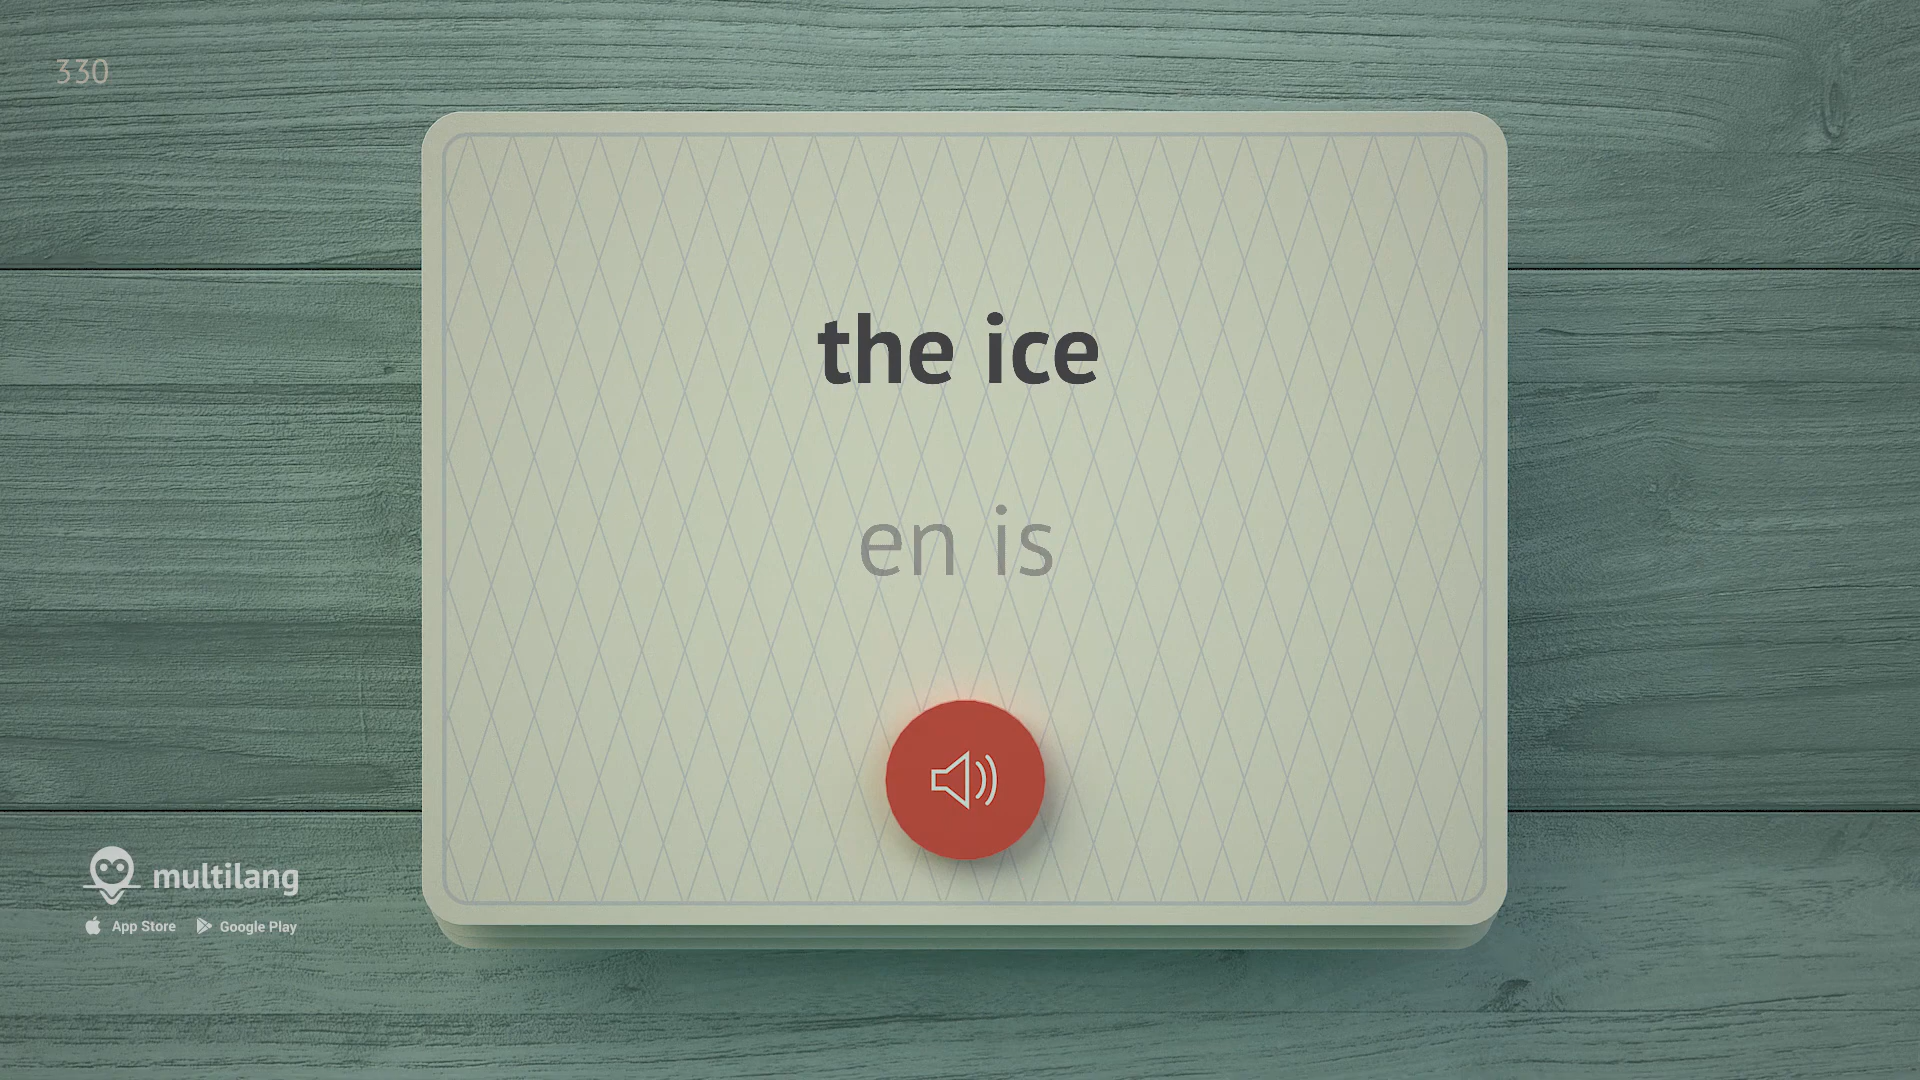 330
the ice
en is
multilang
App Store
Google Play